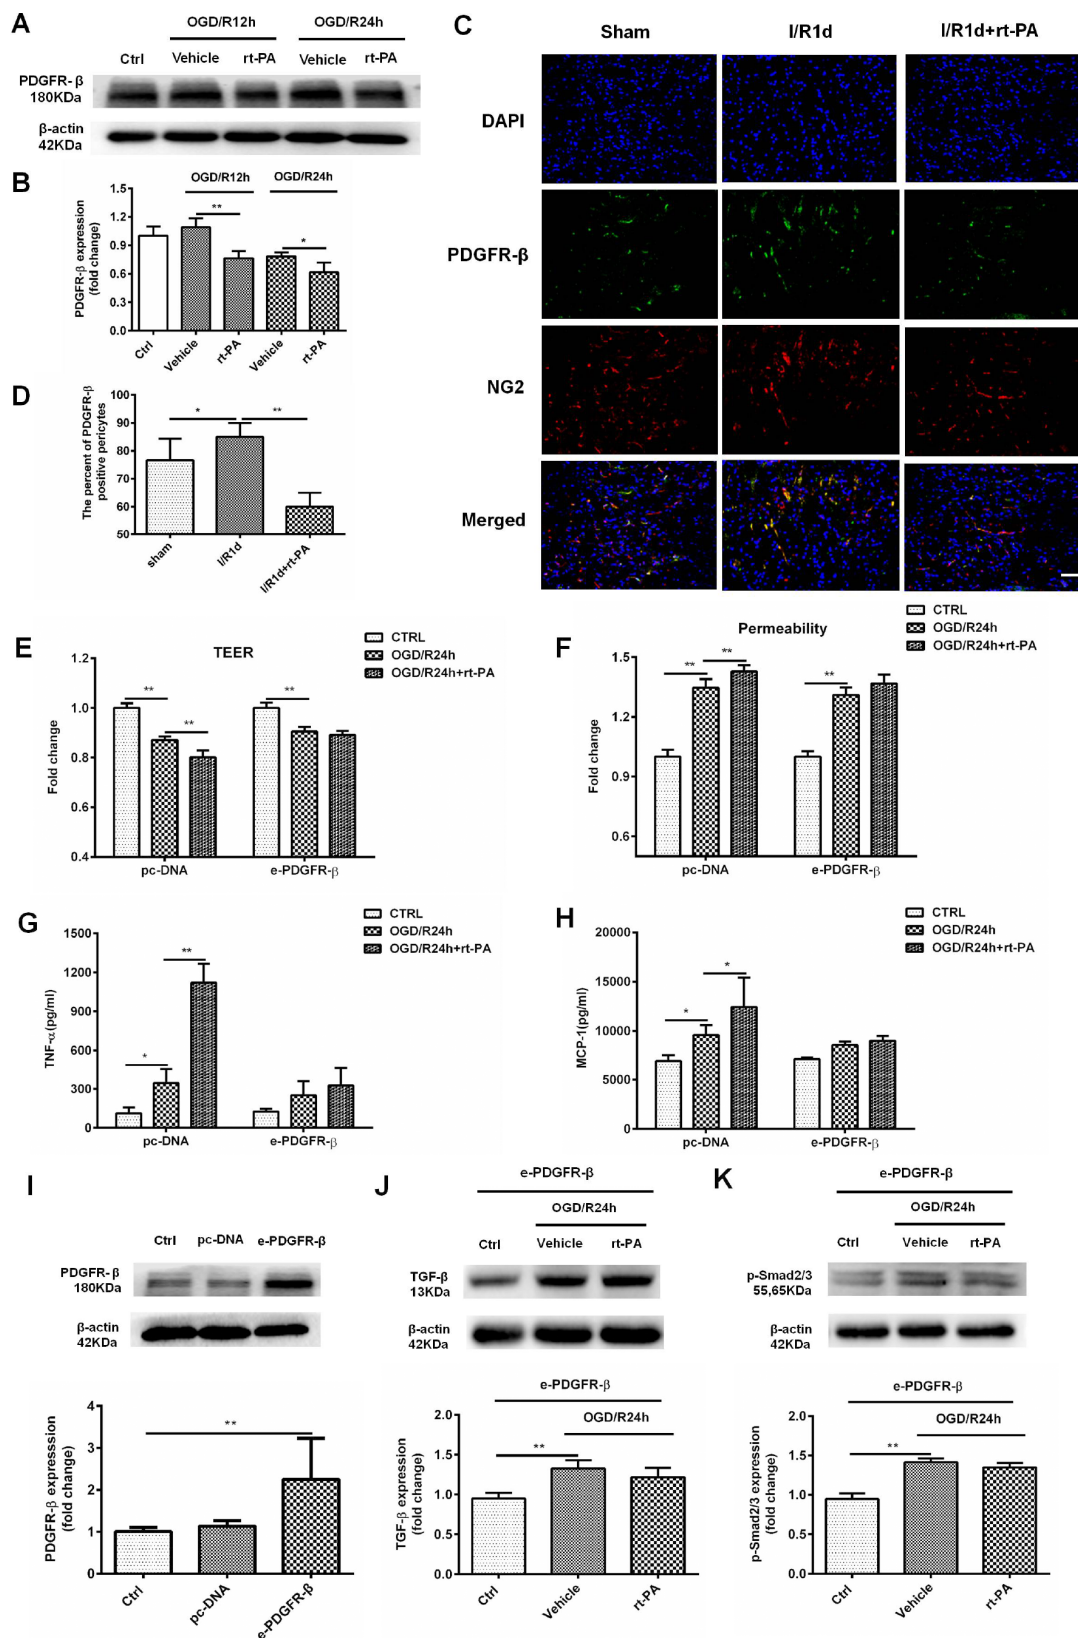 A
OGD/R12h
OGD/R24h
Ctrl
Vehicle
rt-PA
Vehicle
rt-PA
PDGFR- β
180KDa
β-actin
42KDa
B
OGD/R12h
OGD/R24h
PDGFR-β expression
(fold change)
1.5
1.2
0.9
0.6
0.3
0.0
**
*
Ctrl
Vehicle
rt-PA
Vehicle
rt-PA
C
Sham
I/R1d
I/R1d+rt-PA
DAPI
PDGFR-β
NG2
Merged
D
The percent of PDGFR-β
positive pericytes
100
90
80
70
60
50
*
**
sham
I/R1d
I/R1d+rt-PA
E
TEER
CTRL
OGD/R24h
OGD/R24h+rt-PA
Fold change
1.2
1.0
0.8
0.6
0.4
**
**
**
pc-DNA
e-PDGFR-β
F
Permeability
CTRL
OGD/R24h
OGD/R24h+rt-PA
Fold change
1.5
1.2
0.9
0.6
**
**
**
pc-DNA
e-PDGFR-β
G
CTRL
OGD/R24h
OGD/R24h+rt-PA
TNF-α(pg/ml)
1500
1200
900
600
300
0
*
**
pc-DNA
e-PDGFR-β
H
CTRL
OGD/R24h
OGD/R24h+rt-PA
MCP-1(pg/ml)
20000
15000
10000
5000
0
*
*
pc-DNA
e-PDGFR-β
I
Ctrl
pc-DNA
e-PDGFR-β
PDGFR- β
180KDa
β-actin
42KDa
PDGFR-β expresssion
(fold change)
4
3
2
1
0
**
Ctrl
pc-DNA
e-PDGFR-β
J
e-PDGFR-β
OGD/R24h
Ctrl
Vehicle
rt-PA
TGF-β
13KDa
β-actin
42KDa
e-PDGFR-β
OGD/R24h
TGF-β expresssion
(fold change)
2.0
1.5
1.0
0.5
0.0
**
Ctrl
Vehicle
rt-PA
K
e-PDGFR-β
OGD/R24h
Ctrl
Vehicle
rt-PA
p-Smad2/3
55,65KDa
β-actin
42KDa
e-PDGFR-β
OGD/R24h
p-Smad2/3 expresssion
(fold change)
2.0
1.5
1.0
0.5
0.0
**
Ctrl
Vehicle
rt-PA